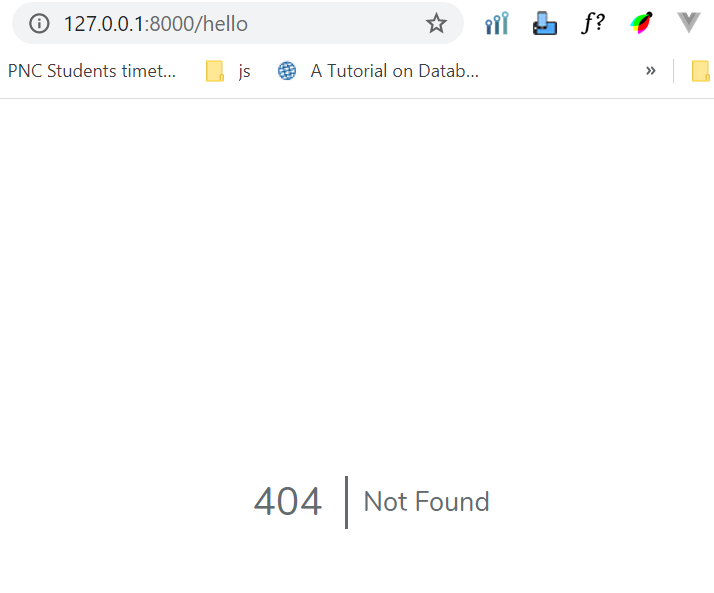 127.0.0.1:8000/hello f?
PNC Students timet... js A Tutorial on Datab... »
404 Not Found